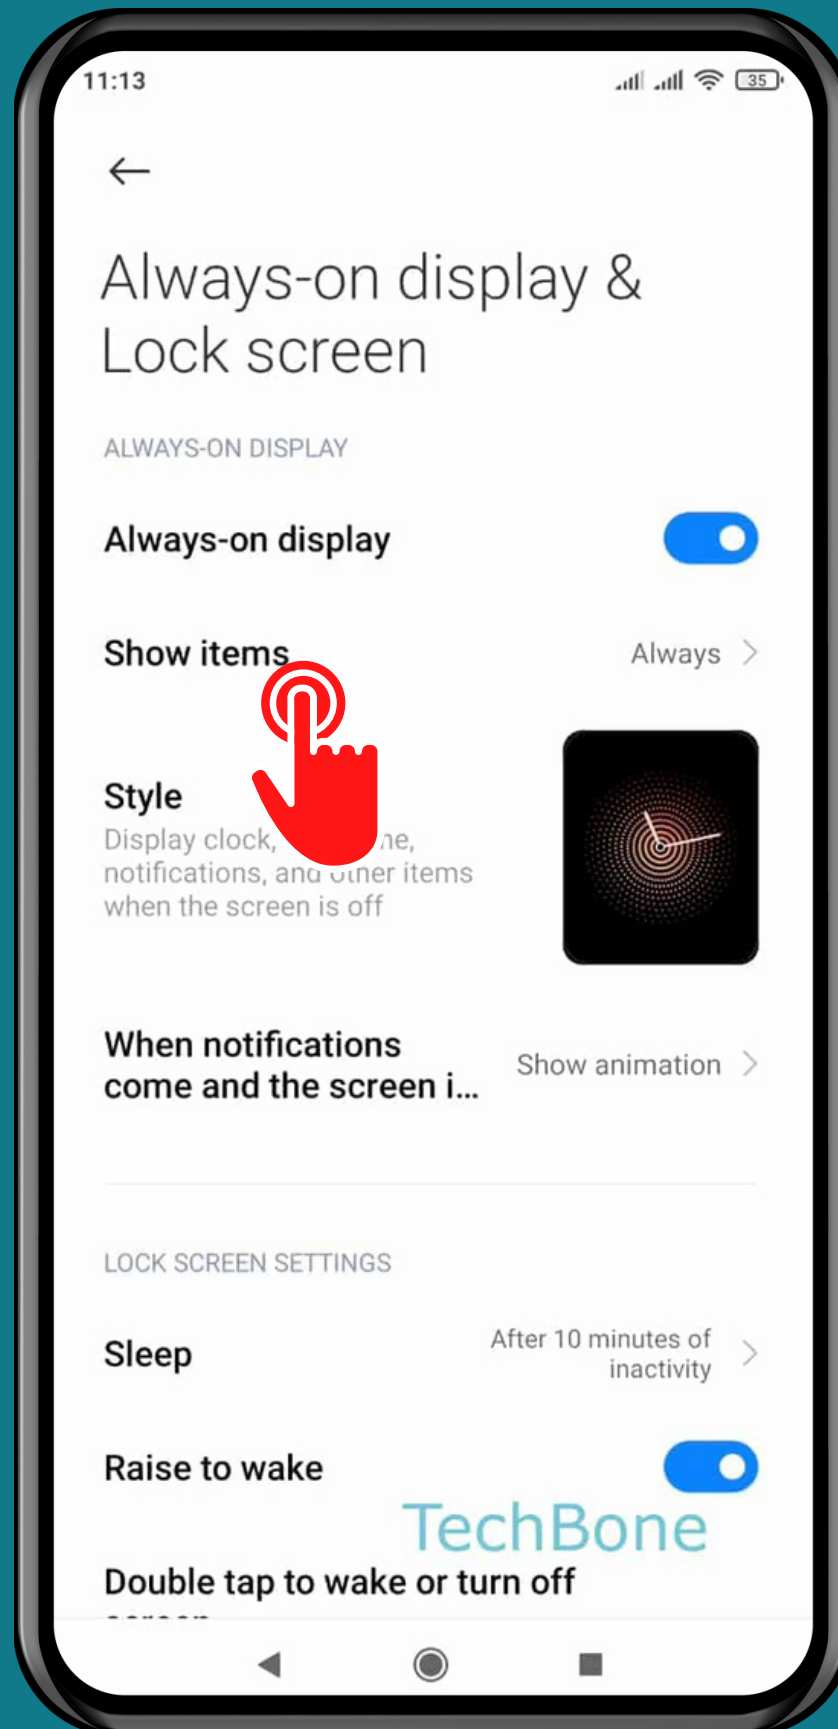 11:13
35
Always-on display &
Lock screen
ALWAYS-ON DISPLAY
Always-on display
Show items
Always
Style
Display clock,
notifications, and other items
when the screen is off
When notifications
come and the screen i...
Show animation
LOCK SCREEN SETTINGS
Sleep
After 10 minutes of
inactivity
Raise to wake
TechBone
Double tap to wake or turn off